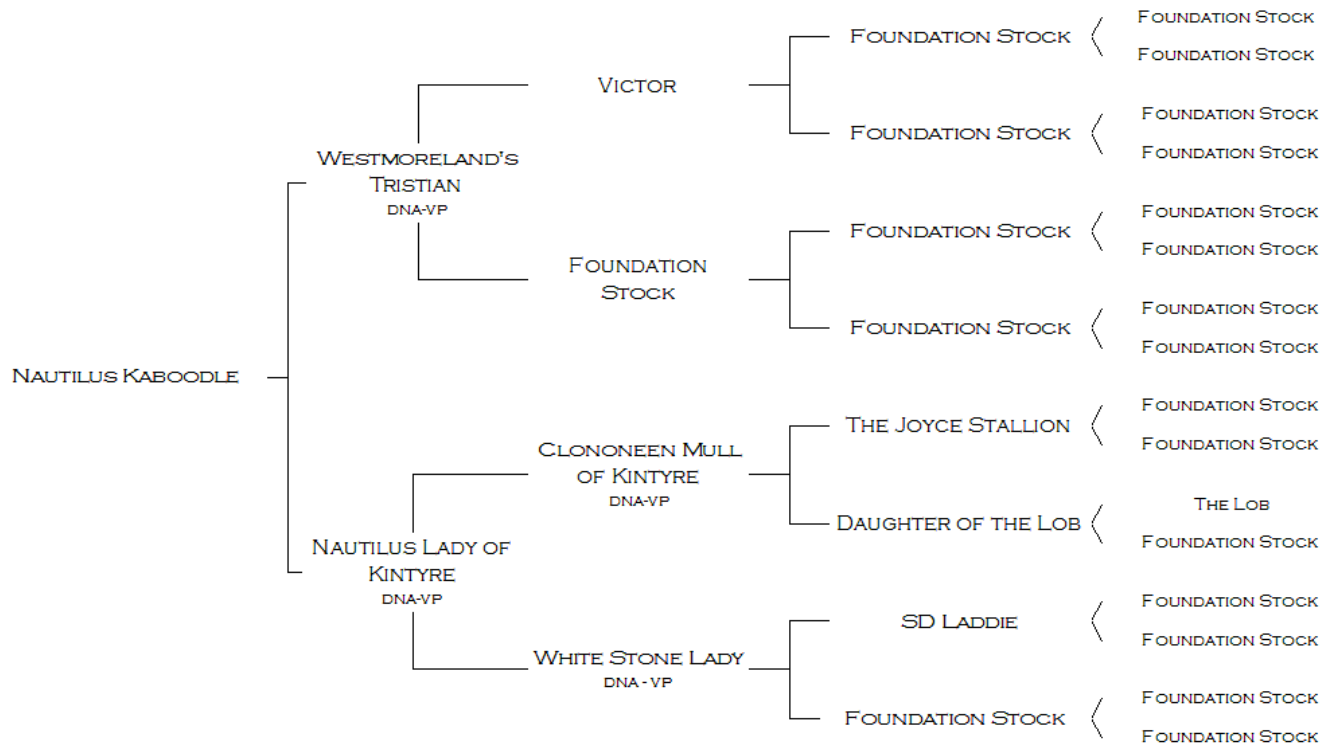 Foundation Stock
Foundation Stock
Foundation Stock
Victor
Foundation Stock
Foundation Stock
Foundation Stock
Westmoreland's
Tristian
DNA-VP
Foundation Stock
Foundation Stock
Foundation Stock
Foundation
Stock
Foundation Stock
Foundation Stock
Foundation Stock
Nautilus Kaboodle
Foundation Stock
The Joyce Stallion
Foundation Stock
Clononeen Mull
of Kintyre
DNA-VP
The Lob
Daughter of the Lob
Foundation Stock
Nautilus Lady of
Kintyre
DNA-VP
Foundation Stock
SD Laddie
Foundation Stock
White Stone Lady
DNA - VP
Foundation Stock
Foundation Stock
Foundation Stock